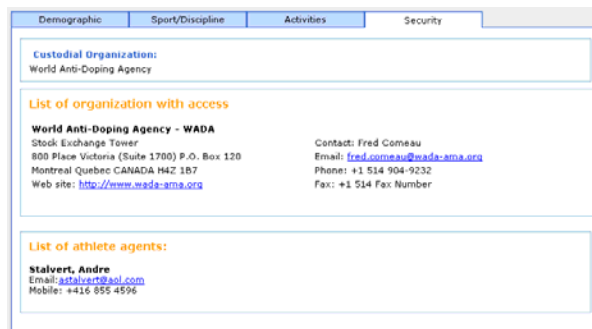 Demographic Sport/Discipline Activities Security
Custodial Organization:
World Anti-Doping Agency
List of organization with access
World Anti-Doping Agency - WADA
Stock Exchange Tower Contact: Fred Comeau
800 Place Victoria (Suite 1700) P.O. Box 120 Email: fred.comeau@wada-ama.org
Montreal Quebec CANADA H4Z 1B7 Phone: +1 514 904-9232
Web site: http://www.wada-ama.org Fax: +1 514 Fax Number
List of athlete agents:
Stalvert, Andre
Email:astalvert@aol.com
Mobile: +416 855 4596